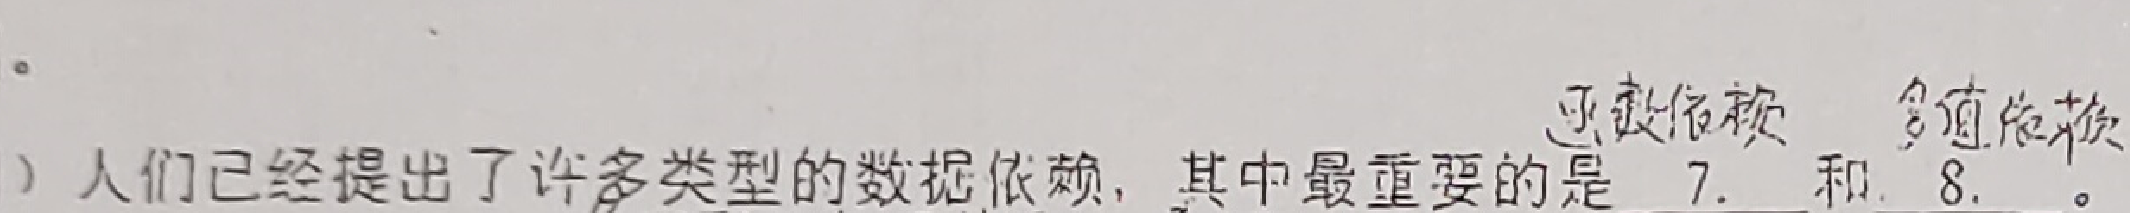 。
函数依赖 多值依赖
）人们已经提出了许多类型的数据依赖，其中最重要的是 7. 和 8. 。